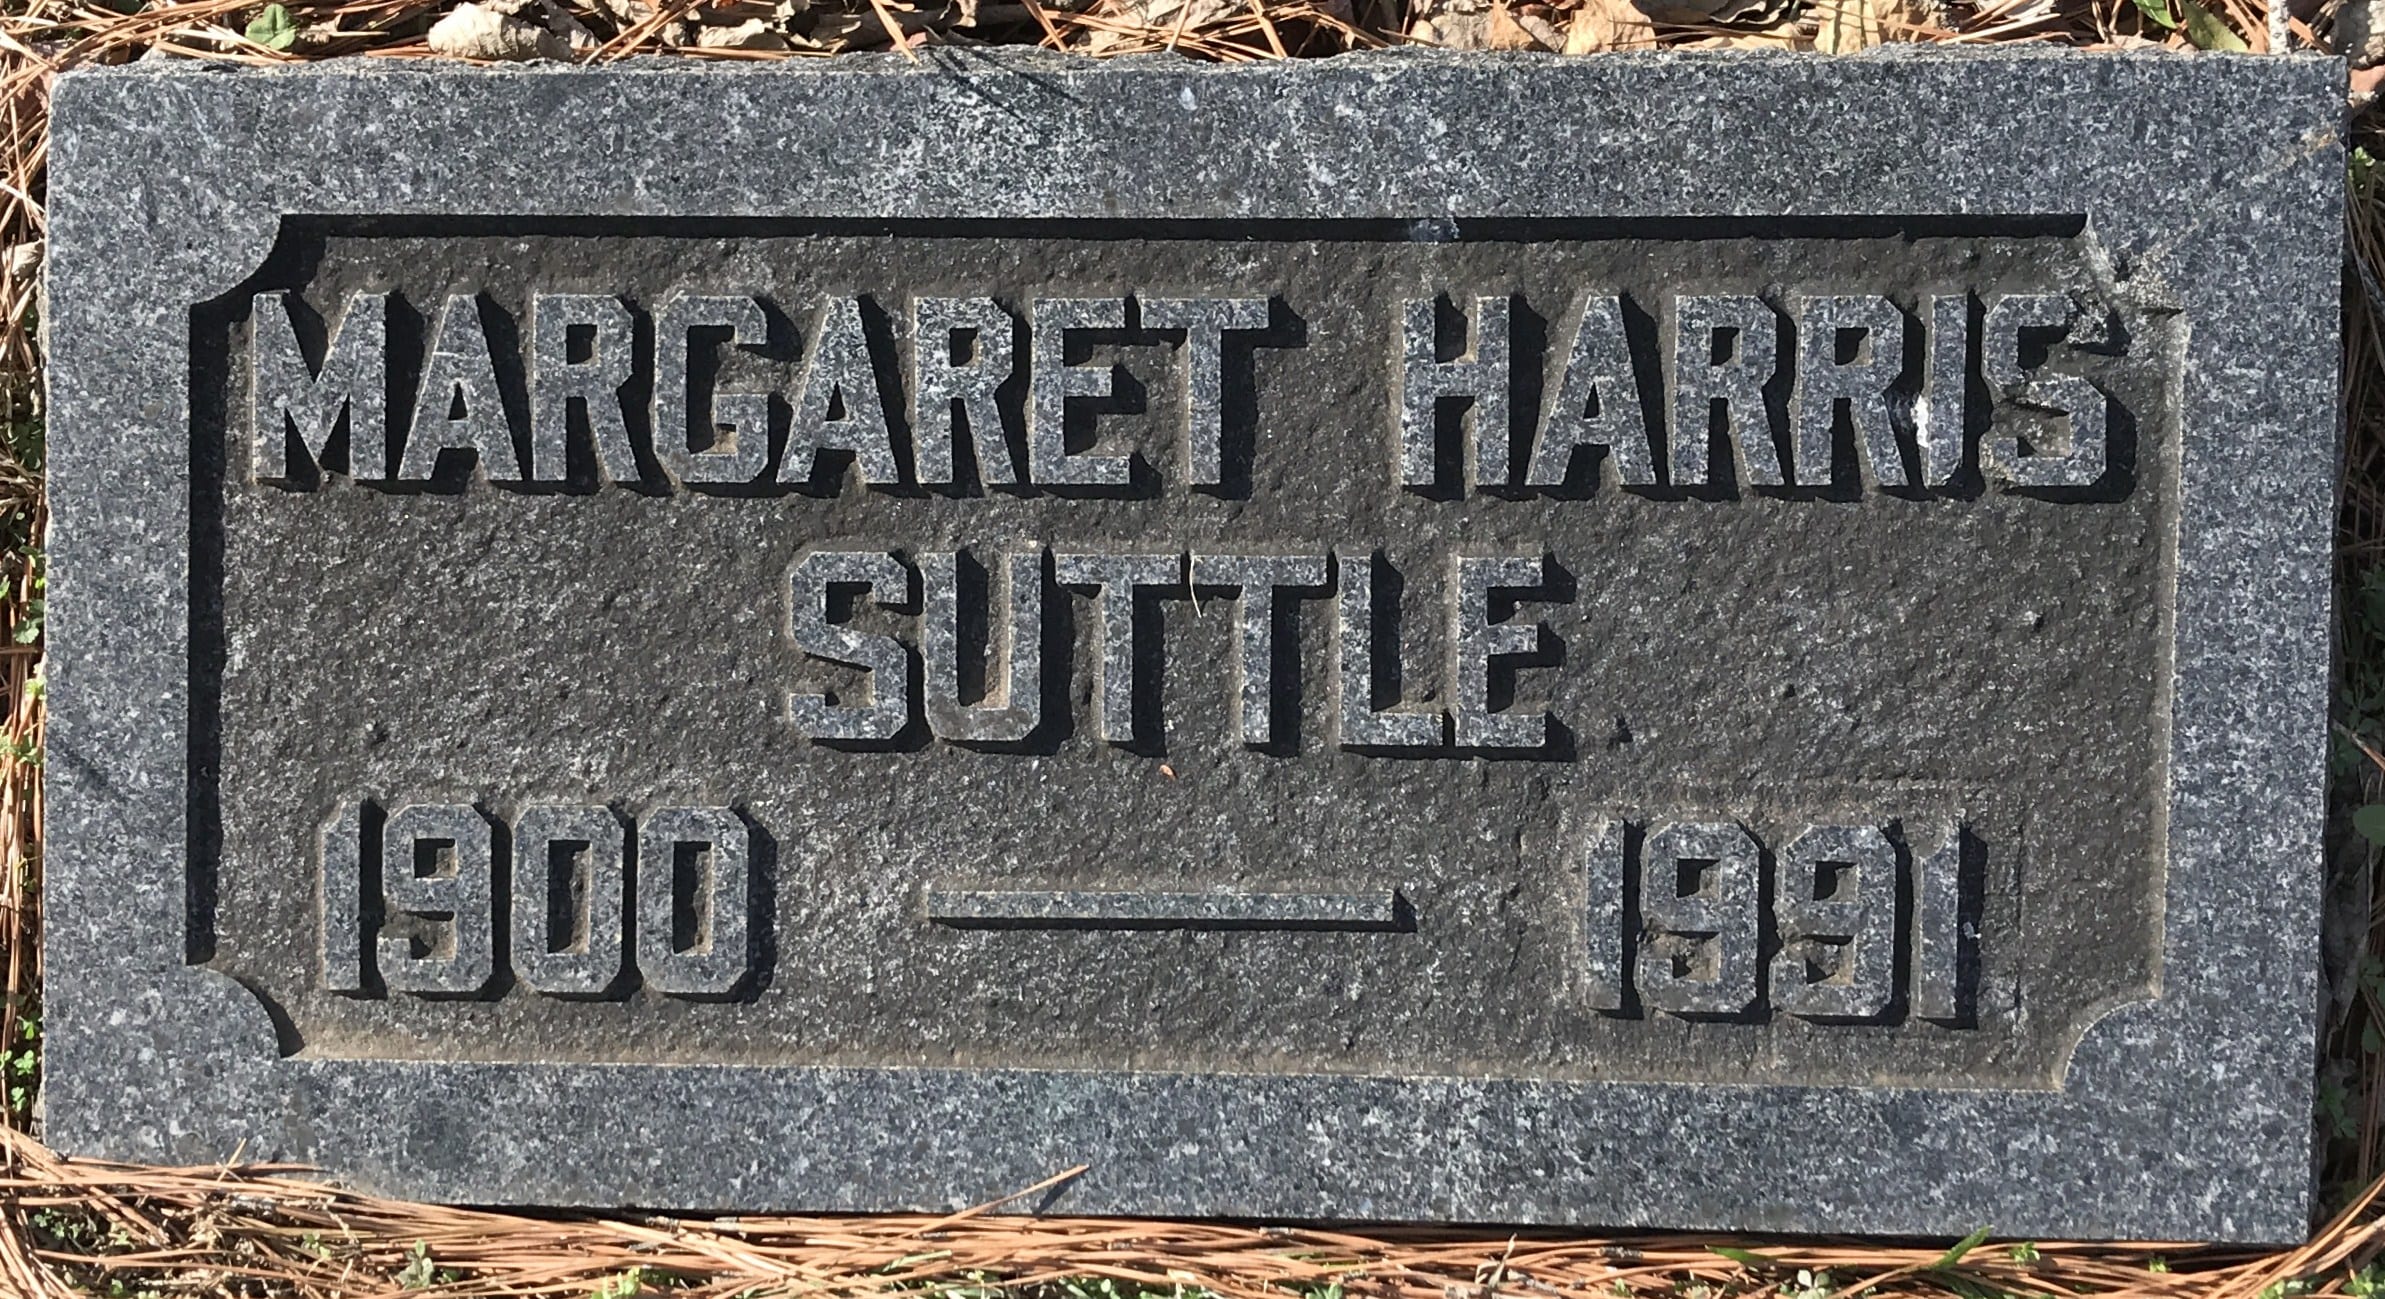 MARGARET HARRIS
SUTTLE
1900 — 1991